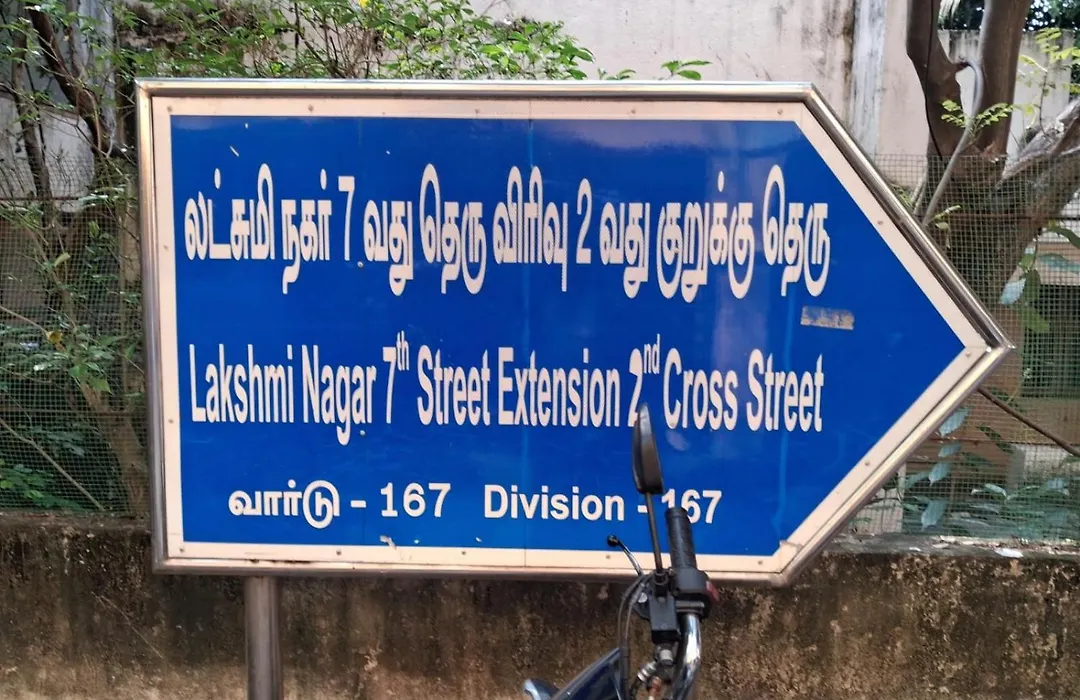 லட்சுமி நகர் 7 வது தெரு விரிவு 2 வது குறுக்கு தெரு
Lakshmi Nagar 7th Street Extension 2nd Cross Street
வார்டு - 167 Division - 167